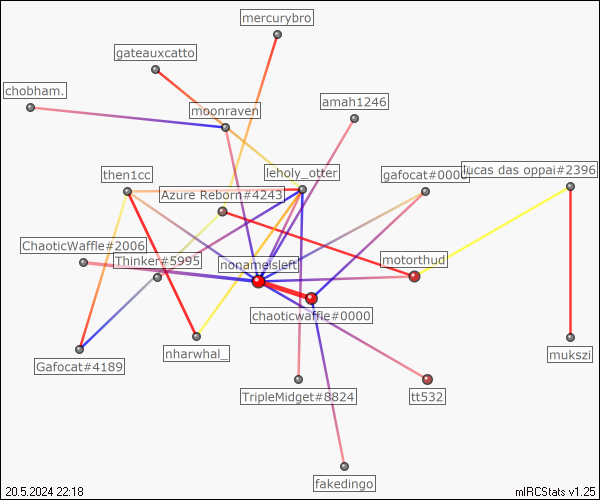 mercurybro
gateauxcatto
chobham.
amah1246
moonraven
then1cc
leholy_otter
gafocat#0000
lucas das oppai#2396
Azure Reborn#4243
ChaoticWaffle#2006
Thinker#5995
nonameisleft
motorthud
chaoticwaffle#0000
Gafocat#4189
nharwhal_
mukszi
TripleMidget#8824
tt532
fakedingo
20.5.2024 22:18
mIRCStats v1.25